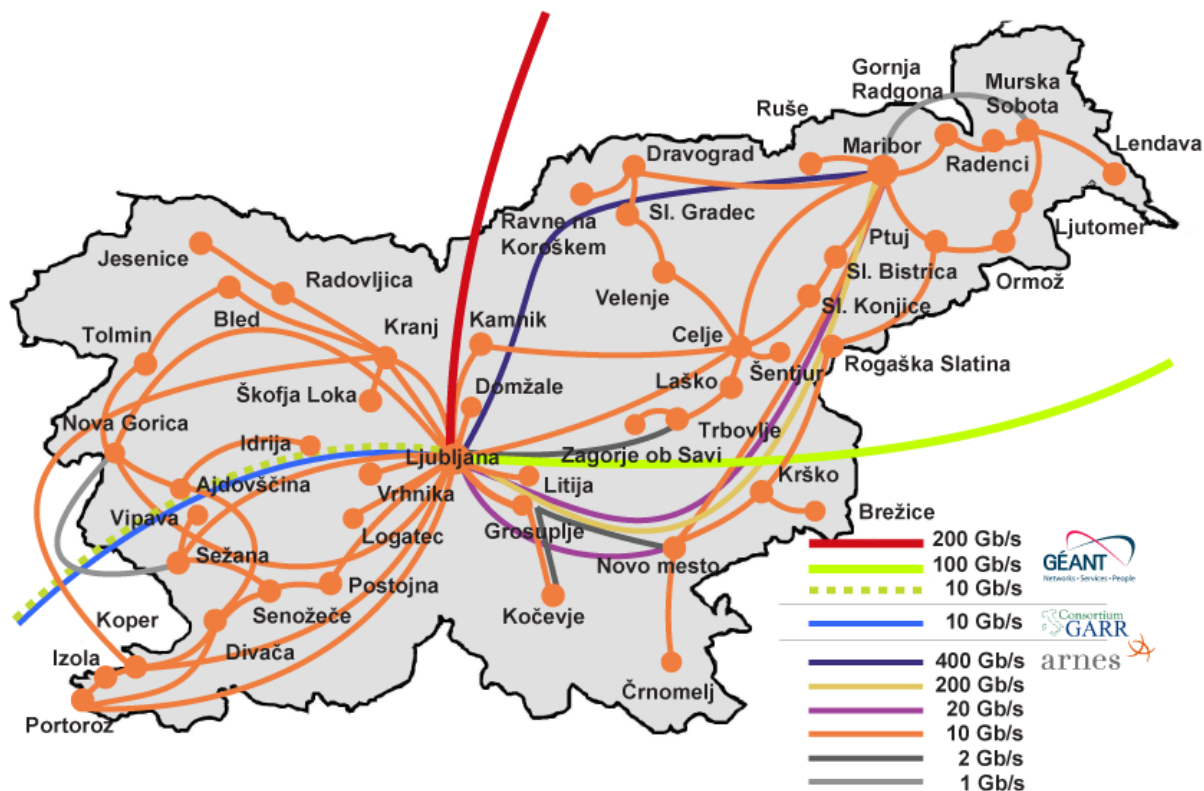 Gornja
Radgona
Murska
Sobota
Ruše
Maribor
Lendava
Dravograd
Radenci
Ravne na
Koroškem
Sl. Gradec
Ljutomer
Ptuj
Jesenice
Radovljica
Sl. Bistrica
Ormož
Velenje
Sl. Konjice
Bled
Kranj
Kamnik
Tolmin
Celje
Rogaška Slatina
Šentjur
Škofja Loka
Domžale
Laško
Nova Gorica
Idrija
Trbovlje
Ljubljana
Zagorje ob Savi
Krško
Ajdovščina
Vrhnika
Litija
Vipava
Logatec
Grosuplje
Brežice
Sežana
Novo mesto
Postojna
Kočevje
Koper
Senožeče
Izola
Divača
Črnomelj
Portorož
200 Gb/s
100 Gb/s
10 Gb/s
GÉANT
Networks • Services • People
10 Gb/s
Consortium
GARR
arnes
400 Gb/s
200 Gb/s
20 Gb/s
10 Gb/s
2 Gb/s
1 Gb/s